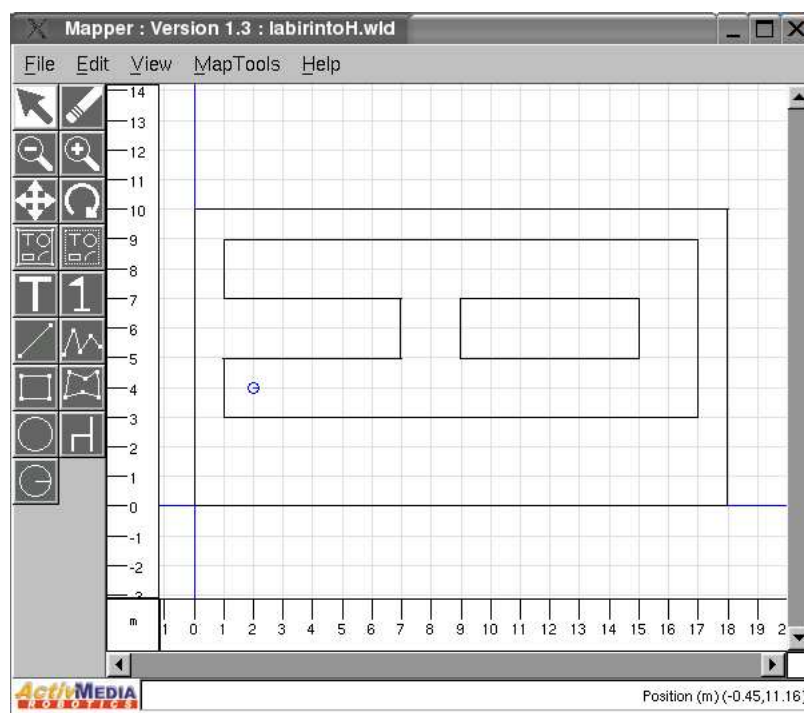 Mapper : Version 1.3 : labirintoH.wld
File Edit View MapTools Help
14
13
12
11
10
9
8
7
6
5
4
3
2
1
0
-1
-2
m
1 0 1 2 3 4 5 6 7 8 9 10 11 12 13 14 15 16 17 18 19 2
ActivMEDIA
ROBOTICS
Position (m) (-0.45,11.16)